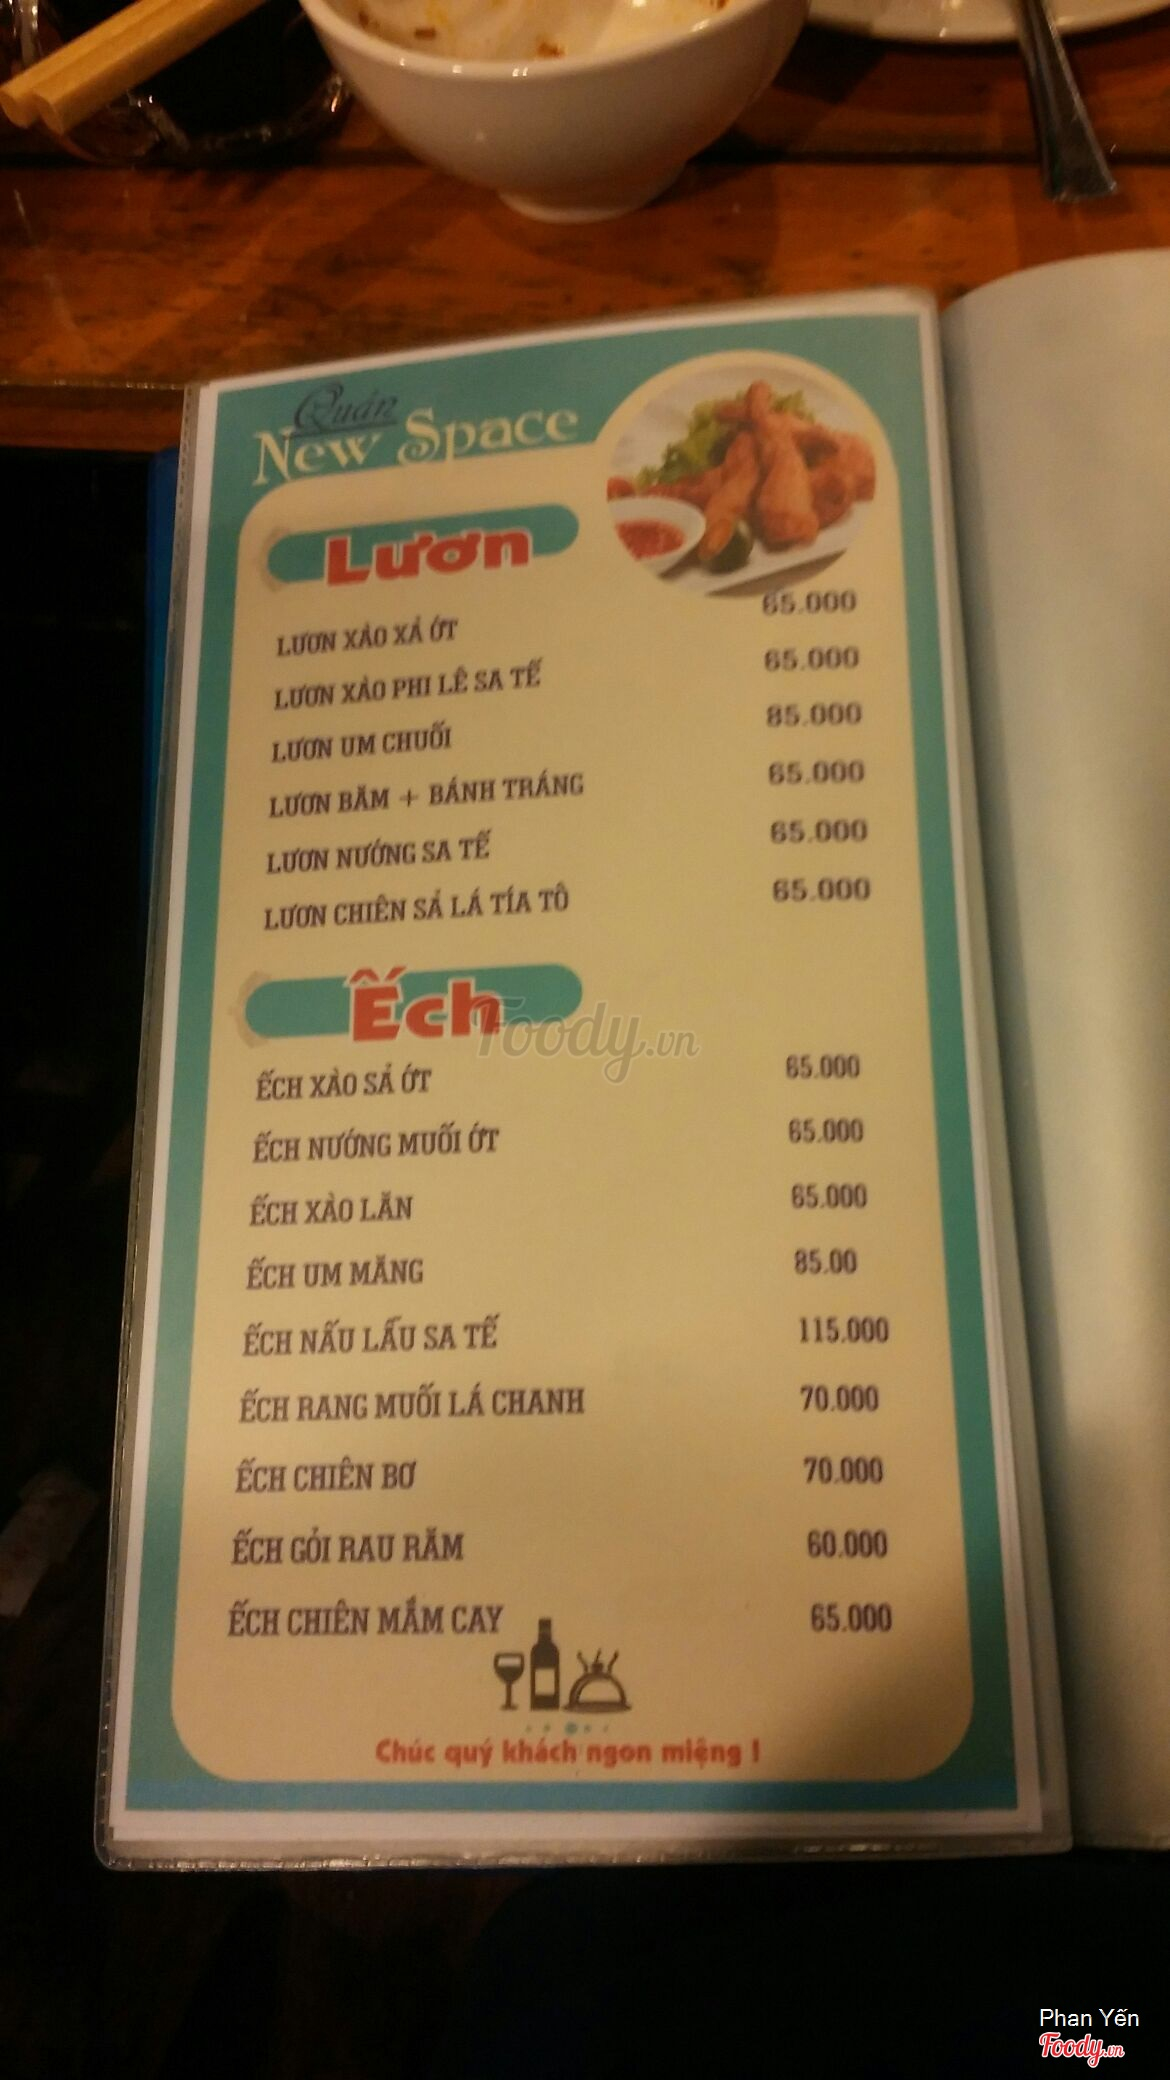 Quán
New Space
Lươn
LƯƠN XÀO XẢ ỚT 65.000
LƯƠN XÀO PHI LÊ SA TẾ 65.000
LƯƠN UM CHUỐI 85.000
LƯƠN BĂM + BÁNH TRÁNG 65.000
LƯƠN NƯỚNG SA TẾ 65.000
LƯƠN CHIÊN SẢ LÁ TÍA TÔ 65.000
Ếch
Foody.vn
ẾCH XÀO SẢ ỚT 65.000
ẾCH NƯỚNG MUỐI ỚT 65.000
ẾCH XÀO LĂN 65.000
ẾCH UM MĂNG 85.00
ẾCH NẤU LẨU SA TẾ 115.000
ẾCH RANG MUỐI LÁ CHANH 70.000
ẾCH CHIÊN BƠ 70.000
ẾCH GỎI RAU RĂM 60.000
ẾCH CHIÊN MẮM CAY 65.000
Chúc quý khách ngon miệng !
Phan Yến
Foody.vn